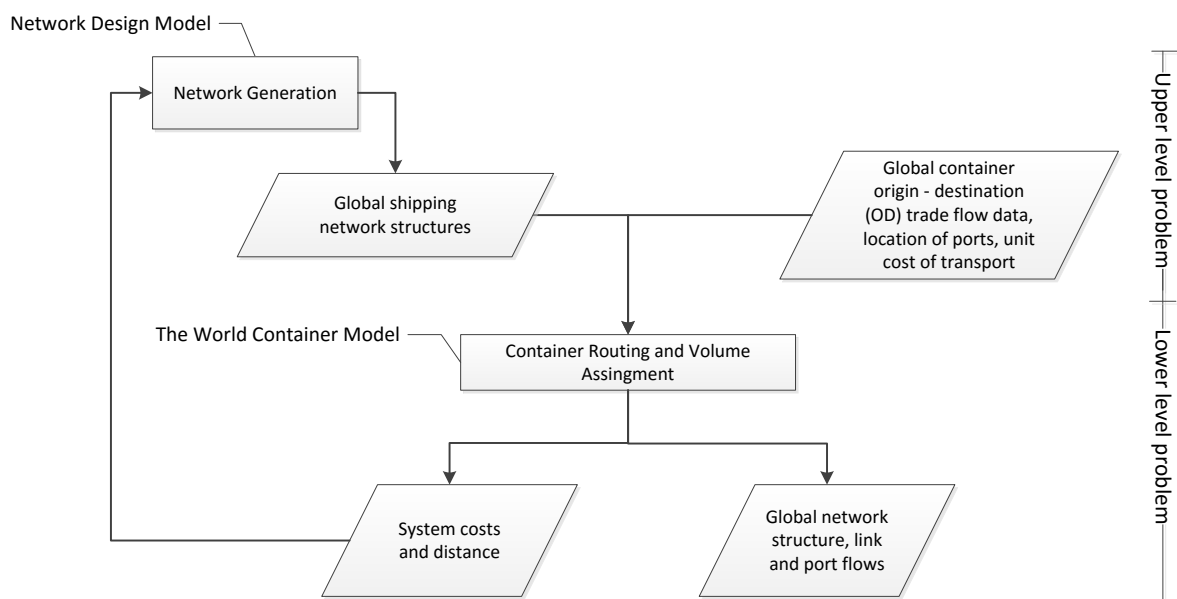 Network Design Model
Network Generation
Global shipping
network structures
Global container
origin - destination
(OD) trade flow data,
location of ports, unit
cost of transport
Upper level problem
The World Container Model
Container Routing and Volume
Assingment
Lower level problem
System costs
and distance
Global network
structure, link
and port flows